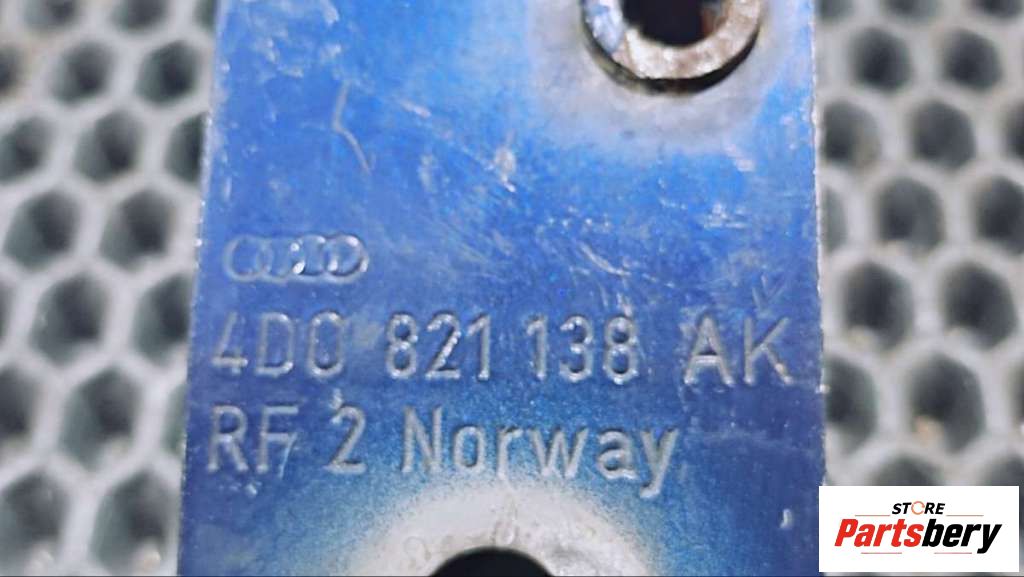 4D0 821 138 AK
RF 2 Norway
STORE
Partsbery